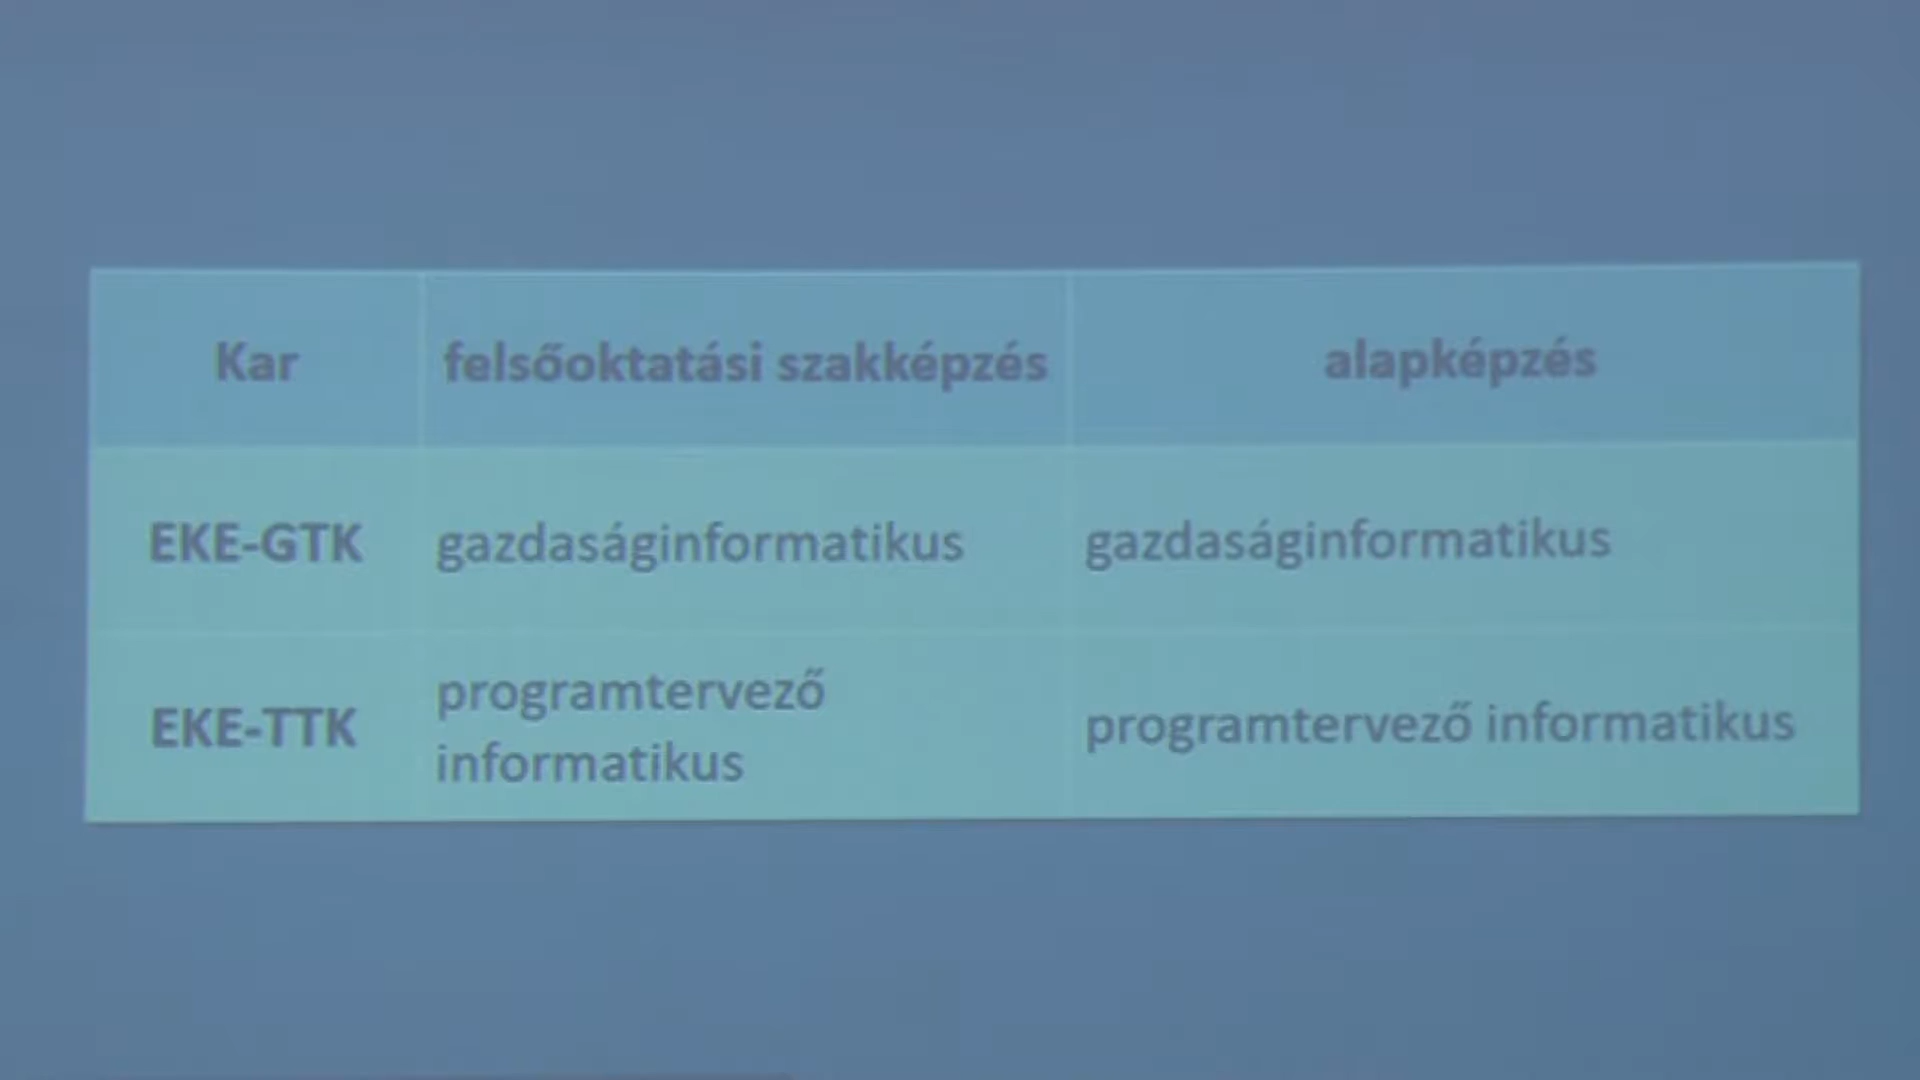 Kar felsőoktatási szakképzés alapképzés
EKE-GTK gazdaságinformatikus gazdaságinformatikus
programtervező
EKE-TTK programtervező informatikus
informatikus